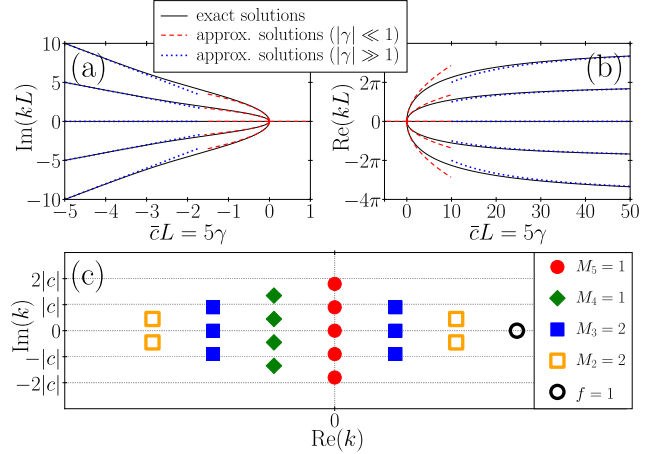 exact solutions
approx. solutions (|γ| ≪ 1)
approx. solutions (|γ| ≫ 1)
(a)
Im(kL)
10
5
0
−5
−10
−5 −4 −3 −2 −1 0 1
c̄L = 5γ
(b)
Re(kL)
2π
0
−2π
−4π
0 10 20 30 40 50
c̄L = 5γ
(c)
Im(k)
2|c|
|c|
0
−|c|
−2|c|
0
Re(k)
M₅ = 1
M₄ = 1
M₃ = 2
M₂ = 2
f = 1